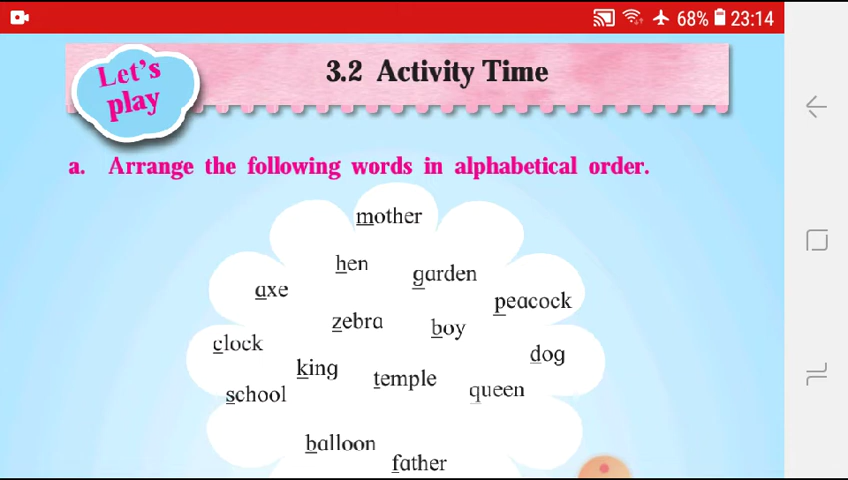 68% 23:14
Let's
play
3.2 Activity Time
a. Arrange the following words in alphabetical order.
mother
hen
garden
axe
peacock
zebra
boy
clock
dog
king
temple
school
queen
balloon
father